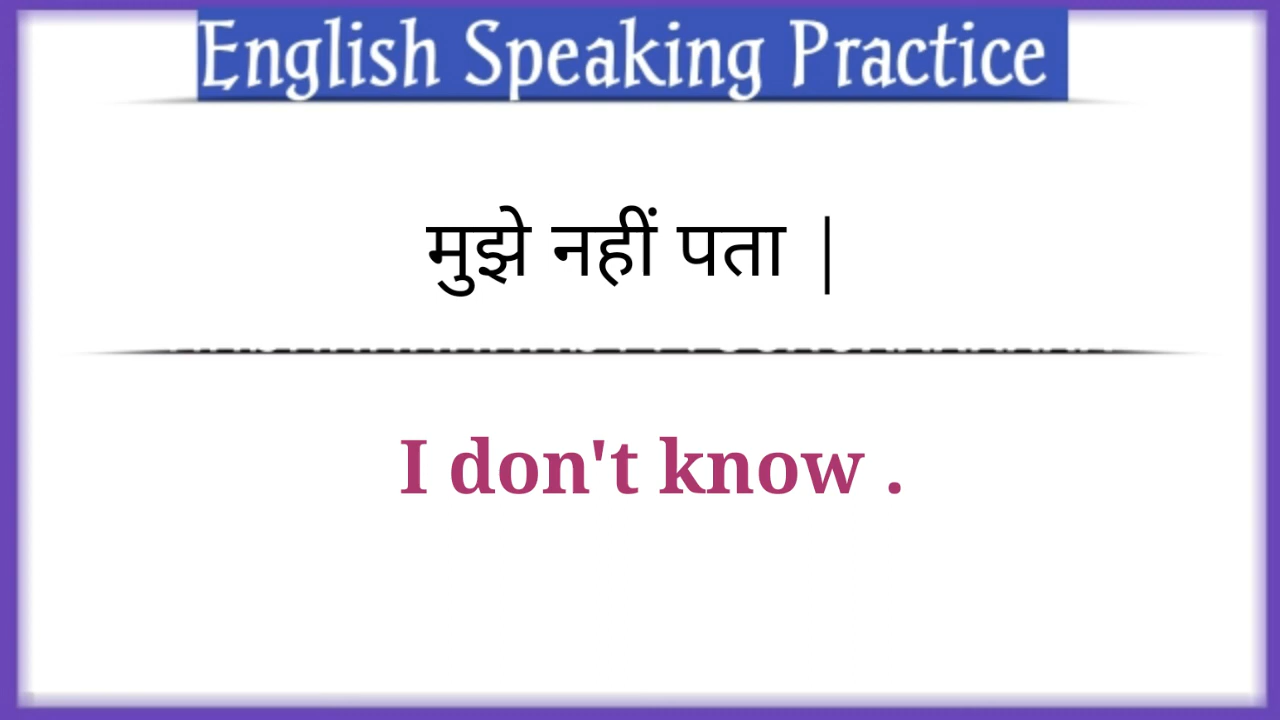 English Speaking Practice
मुझे नहीं पता |
I don't know .